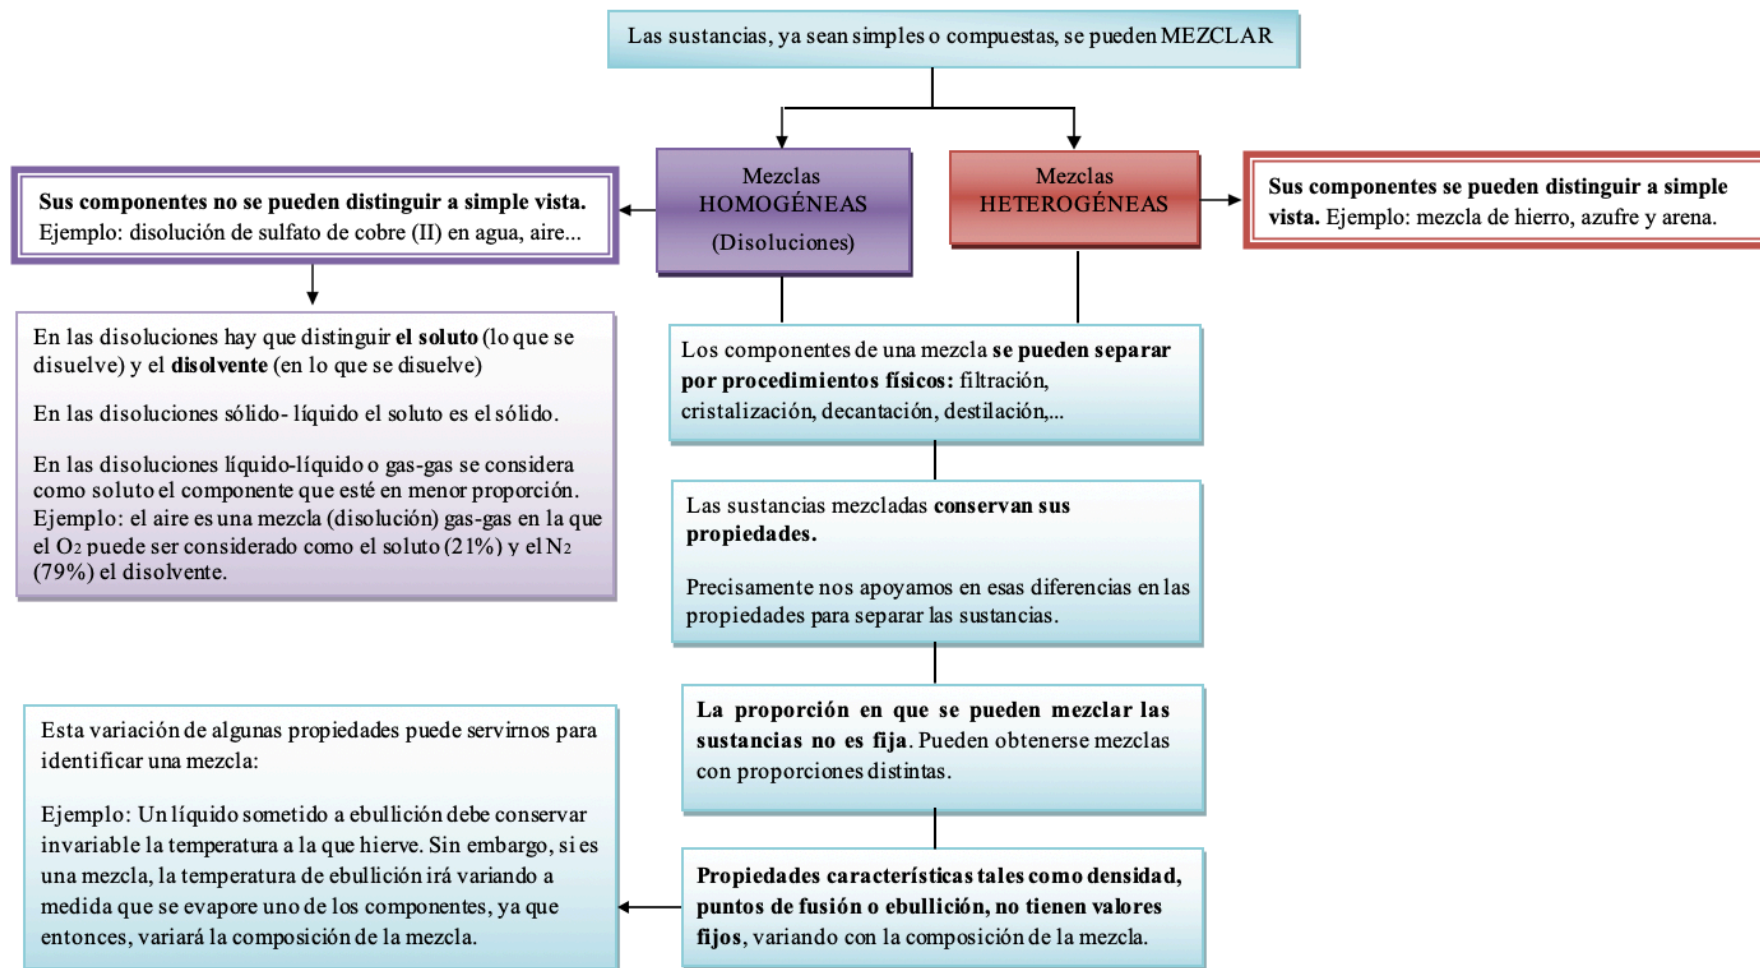 Las sustancias, ya sean simples o compuestas, se pueden MEZCLAR
Mezclas
HOMOGÉNEAS
(Disoluciones)
Mezclas
HETEROGÉNEAS
Sus componentes no se pueden distinguir a simple vista.
Ejemplo: disolución de sulfato de cobre (II) en agua, aire...
Sus componentes se pueden distinguir a simple
vista. Ejemplo: mezcla de hierro, azufre y arena.
En las disoluciones hay que distinguir el soluto (lo que se
disuelve) y el disolvente (en lo que se disuelve)
En las disoluciones sólido- líquido el soluto es el sólido.
En las disoluciones líquido-líquido o gas-gas se considera
como soluto el componente que esté en menor proporción.
Ejemplo: el aire es una mezcla (disolución) gas-gas en la que
el O2 puede ser considerado como el soluto (21%) y el N2
(79%) el disolvente.
Los componentes de una mezcla se pueden separar
por procedimientos físicos: filtración,
cristalización, decantación, destilación,...
Las sustancias mezcladas conservan sus
propiedades.
Precisamente nos apoyamos en esas diferencias en las
propiedades para separar las sustancias.
La proporción en que se pueden mezclar las
sustancias no es fija. Pueden obtenerse mezclas
con proporciones distintas.
Propiedades características tales como densidad,
puntos de fusión o ebullición, no tienen valores
fijos, variando con la composición de la mezcla.
Esta variación de algunas propiedades puede servirnos para
identificar una mezcla:
Ejemplo: Un líquido sometido a ebullición debe conservar
invariable la temperatura a la que hierve. Sin embargo, si es
una mezcla, la temperatura de ebullición irá variando a
medida que se evapore uno de los componentes, ya que
entonces, variará la composición de la mezcla.